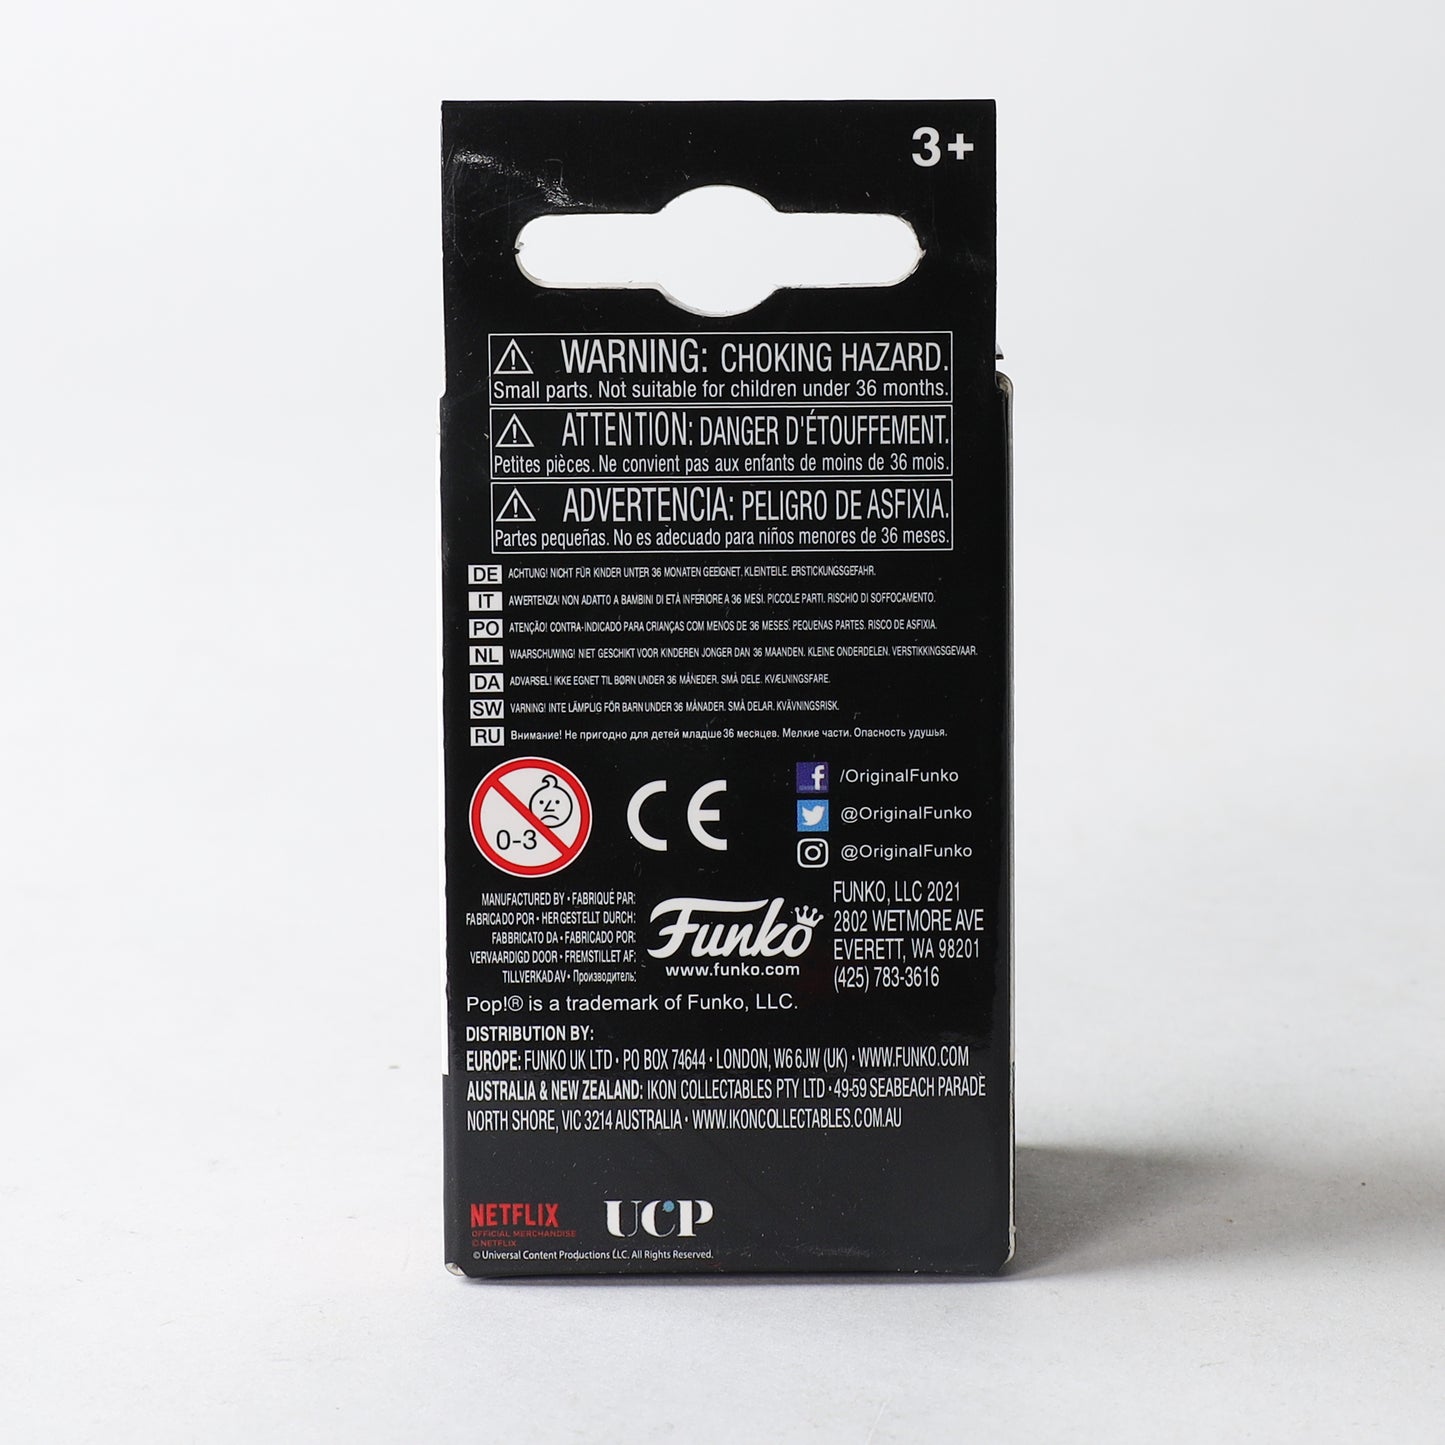 3+
WARNING: CHOKING HAZARD.
Small parts. Not suitable for children under 36 months.
ATTENTION: DANGER D'ÉTOUFFEMENT.
Petites pièces. Ne convient pas aux enfants de moins de 36 mois.
ADVERTENCIA: PELIGRO DE ASFIXIA.
Partes pequeñas. No es adecuado para niños menores de 36 meses.
DE ACHTUNG! NICHT FÜR KINDER UNTER 36 MONATEN GEEIGNET. KLEINTEILE. ERSTICKUNGSGEFAHR.
IT AWERTENZA! NON ADATTO A BAMBINI DI ETÀ INFERIORE A 36 MESI. PICCOLE PARTI. RISCHIO DI SOFFOCAMENTO.
PO ATENÇÃO! CONTRA-INDICADO PARA CRIANÇAS COM MENOS DE 36 MESES. PEQUENAS PARTES. RISCO DE ASFIXIA.
NL WAARSCHUWING! NIET GESCHIKT VOOR KINDEREN JONGER DAN 36 MAANDEN. KLEINE ONDERDELEN. VERSTIKKINGSGEVAAR.
DA ADVARSEL! IKKE EGNET TIL BØRN UNDER 36 MÅNEDER. SMÅ DELE. KVÆLNINGSFARE.
SW VARNING! INTE LÄMPLIG FÖR BARN UNDER 36 MÅNADER. SMÅ DELAR. KVÄVNINGSRISK.
RU Внимание! Не пригодно для детей младше 36 месяцев. Мелкие части. Опасность удушья.
0-3
CE
/OriginalFunko
@OriginalFunko
@OriginalFunko
MANUFACTURED BY • FABRIQUÉ PAR:
FABRICADO POR • HERGESTELLT DURCH:
FABBRICATO DA • FABRICADO POR:
VERVAARDIGD DOOR • FREMSTILLET AF:
TILLVERKAD AV • Производитель:
Funko
www.funko.com
FUNKO, LLC 2021
2802 WETMORE AVE
EVERETT, WA 98201
(425) 783-3616
Pop!® is a trademark of Funko, LLC.
DISTRIBUTION BY:
EUROPE: FUNKO UK LTD • PO BOX 74644 • LONDON, W6 6JW (UK) • WWW.FUNKO.COM
AUSTRALIA & NEW ZEALAND: IKON COLLECTABLES PTY LTD • 49-59 SEABEACH PARADE
NORTH SHORE, VIC 3214 AUSTRALIA • WWW.IKONCOLLECTABLES.COM.AU
NETFLIX
OFFICIAL MERCHANDISE
© NETFLIX
UCP
© Universal Content Productions LLC. All Rights Reserved.